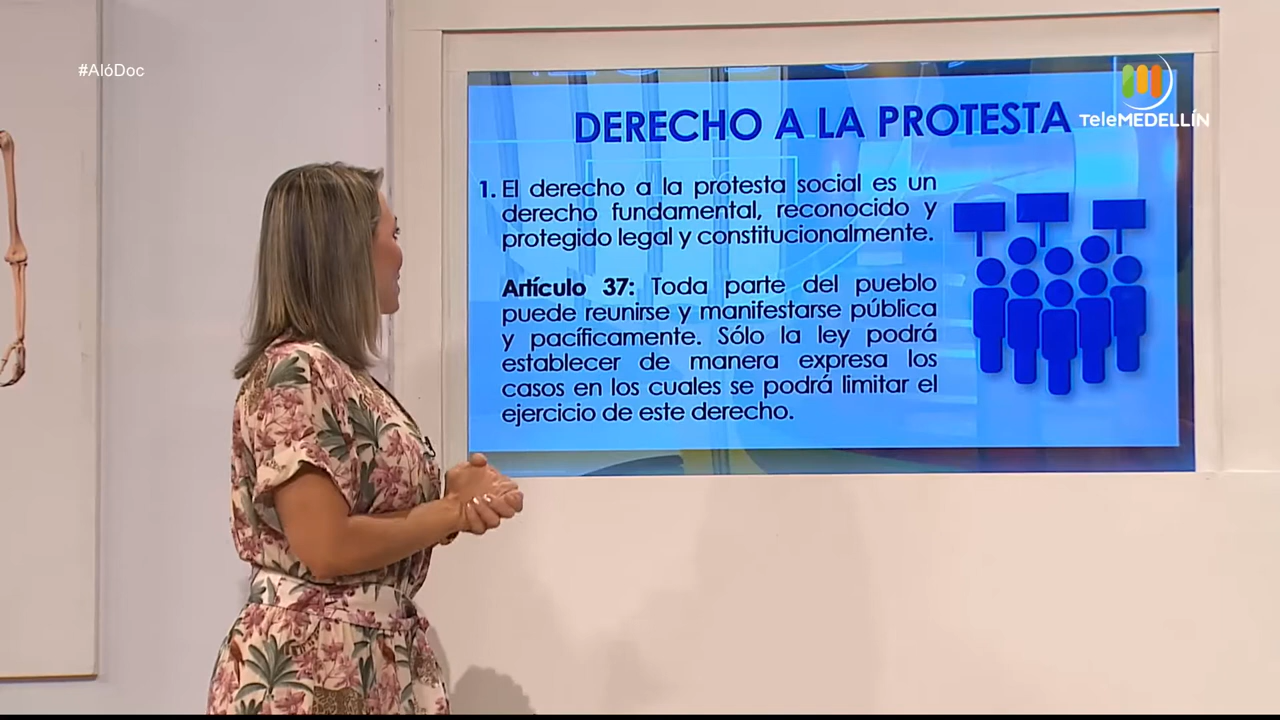 #AlóDoc
TeleMEDELLÍN
DERECHO A LA PROTESTA
1. El derecho a la protesta social es un
derecho fundamental, reconocido y
protegido legal y constitucionalmente.
Artículo 37: Toda parte del pueblo
puede reunirse y manifestarse pública
y pacíficamente. Sólo la ley podrá
establecer de manera expresa los
casos en los cuales se podrá limitar el
ejercicio de este derecho.